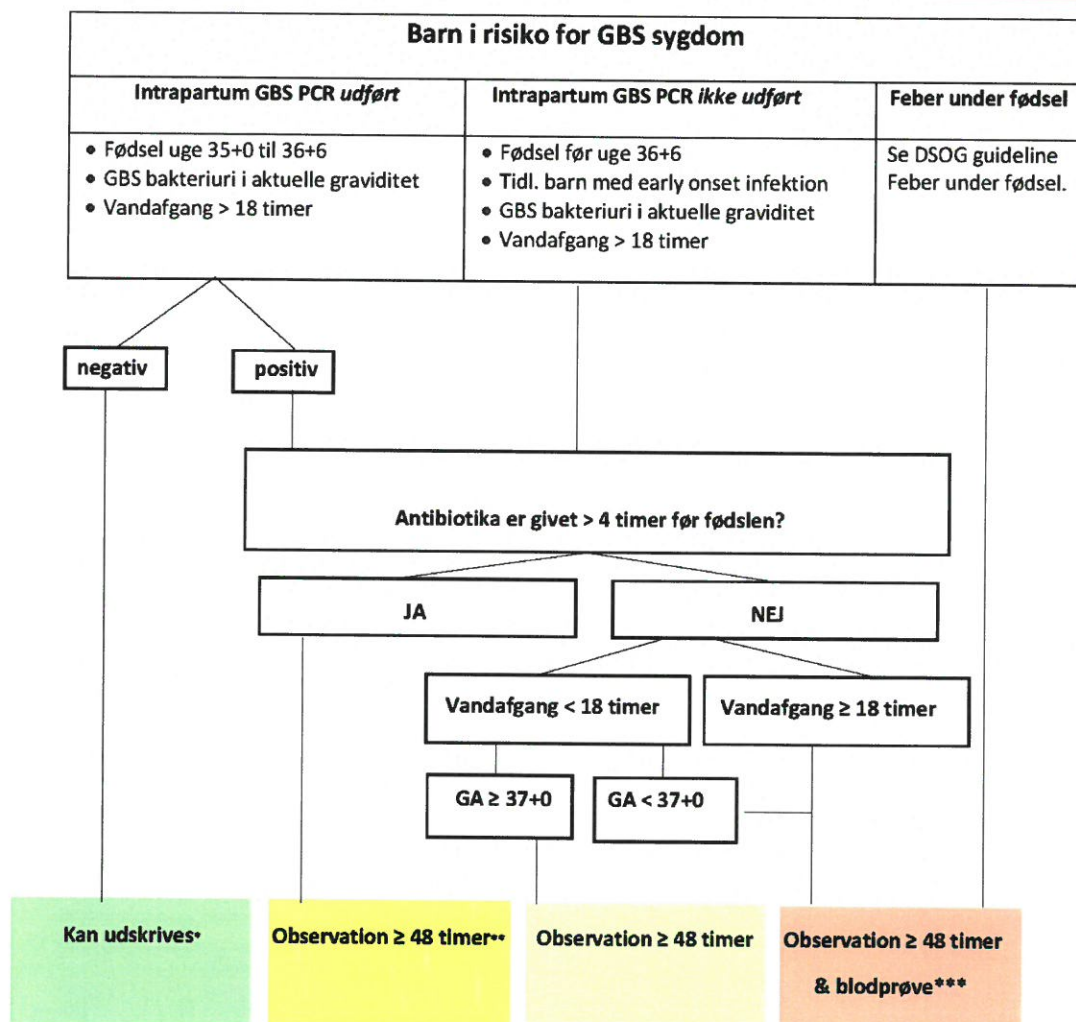 Barn i risiko for GBS sygdom
Intrapartum GBS PCR udført
• Fødsel uge 35+0 til 36+6
• GBS bakteriuri i aktuelle graviditet
• Vandafgang > 18 timer
Intrapartum GBS PCR ikke udført
• Fødsel før uge 36+6
• Tidl. barn med early onset infektion
• GBS bakteriuri i aktuelle graviditet
• Vandafgang > 18 timer
Feber under fødsel
Se DSOG guideline
Feber under fødsel.
negativ
positiv
Antibiotika er givet > 4 timer før fødslen?
JA
NEJ
Vandafgang < 18 timer
Vandafgang ≥ 18 timer
GA ≥ 37+0
GA < 37+0
Kan udskrives*
Observation ≥ 48 timer**
Observation ≥ 48 timer
Observation ≥ 48 timer
& blodprøve***